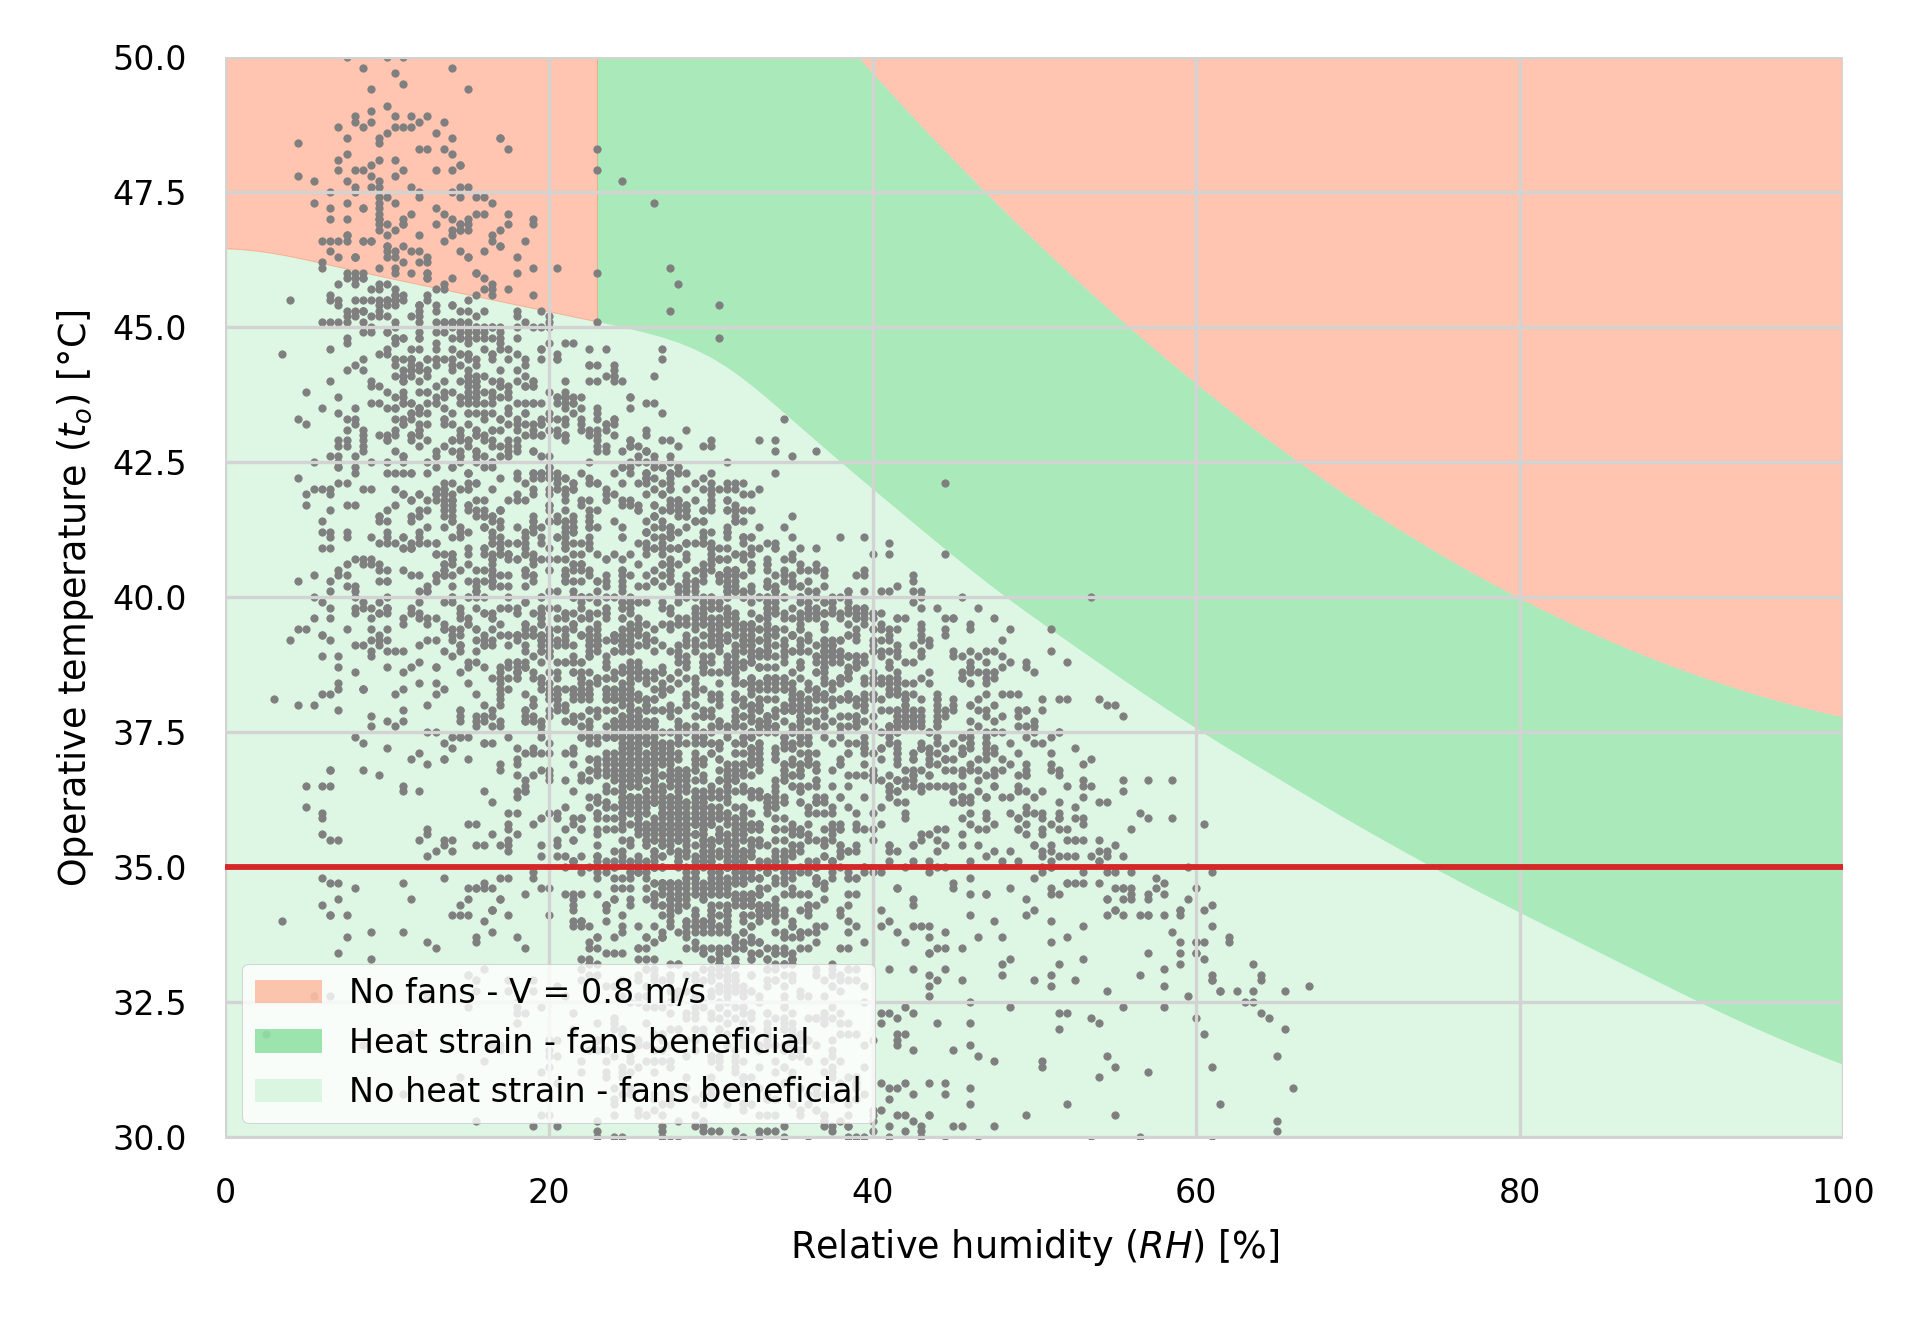 50.0
47.5
45.0
42.5
40.0
37.5
35.0
32.5
30.0
Operative temperature (tₒ) [°C]
No fans - V = 0.8 m/s
Heat strain - fans beneficial
No heat strain - fans beneficial
0 20 40 60 80 100
Relative humidity (RH) [%]